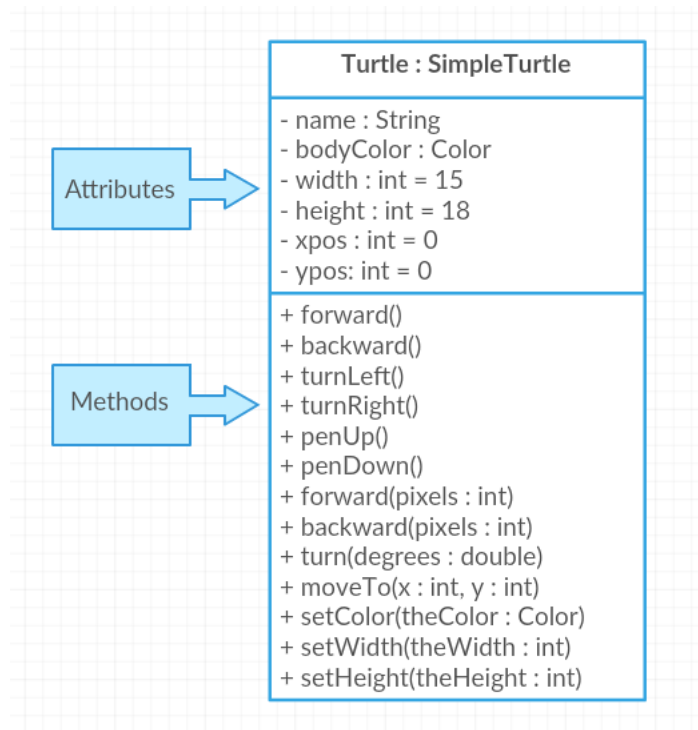 Turtle : SimpleTurtle
Attributes
- name : String
- bodyColor : Color
- width : int = 15
- height : int = 18
- xpos : int = 0
- ypos: int = 0
Methods
+ forward()
+ backward()
+ turnLeft()
+ turnRight()
+ penUp()
+ penDown()
+ forward(pixels : int)
+ backward(pixels : int)
+ turn(degrees : double)
+ moveTo(x : int, y : int)
+ setColor(theColor : Color)
+ setWidth(theWidth : int)
+ setHeight(theHeight : int)